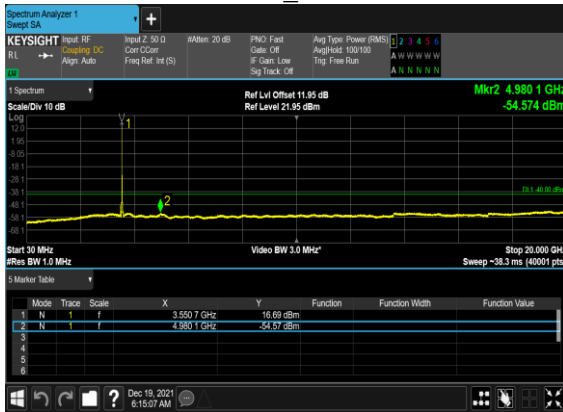 Spectrum Analyzer 1
Swept SA
KEYSIGHT Input: RF Input Z: 50 Ω #Atten: 20 dB PNO: Fast Avg Type: Power (RMS) 1 2 3 4 5 6
RL Coupling: DC Corr CCorr Gate: Off Avg|Hold: 100/100 A W W W W W
Align: Auto Freq Ref: Int (S) IF Gain: Low Trig: Free Run
Sig Track: Off A N N N N N
LNI
1 Spectrum Ref Lvl Offset 11.95 dB Mkr2 4.980 1 GHz
Scale/Div 10 dB Ref Level 21.95 dBm -54.574 dBm
Log
12.0
1
1.95
-8.05
-18.1
-28.1
-38.1 DL1 -40.00 dBm
-48.1 2
-58.1
-68.1
Start 30 MHz Video BW 3.0 MHz* Stop 20.000 GHz
#Res BW 1.0 MHz Sweep ~38.3 ms (40001 pts)
5 Marker Table
Mode Trace Scale X Y Function Function Width Function Value
1 N 1 f 3.550 7 GHz 16.69 dBm
2 N 1 f 4.980 1 GHz -54.57 dBm
3
4
5
6
? Dec 19, 2021
6:15:07 AM